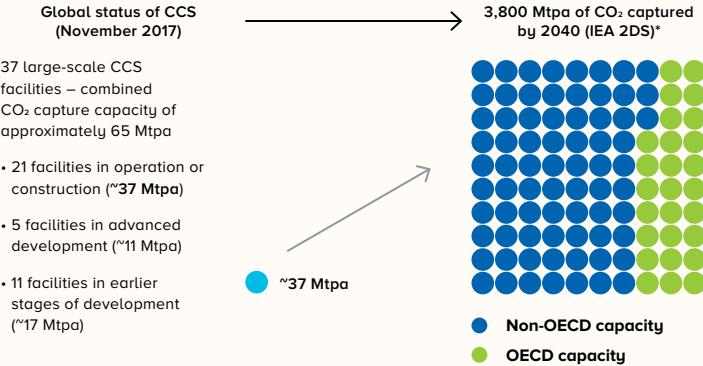 Global status of CCS
(November 2017)
3,800 Mtpa of CO₂ captured
by 2040 (IEA 2DS)*
37 large-scale CCS
facilities – combined
CO₂ capture capacity of
approximately 65 Mtpa
• 21 facilities in operation or
construction (~37 Mtpa)
• 5 facilities in advanced
development (~11 Mtpa)
• 11 facilities in earlier
stages of development
(~17 Mtpa)
~37 Mtpa
Non-OECD capacity
OECD capacity